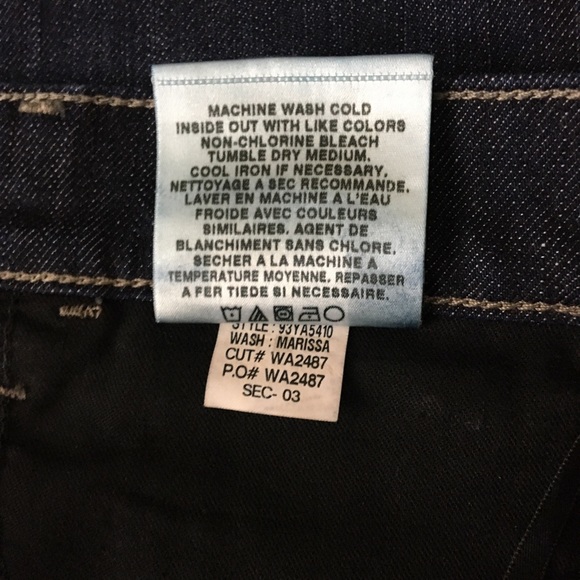 MACHINE WASH COLD
INSIDE OUT WITH LIKE COLORS
NON-CHLORINE BLEACH
TUMBLE DRY MEDIUM.
COOL IRON IF NECESSARY.
NETTOYAGE A SEC RECOMMANDE.
LAVER EN MACHINE A L'EAU
FROIDE AVEC COULEURS
SIMILAIRES. AGENT DE
BLANCHIMENT SANS CHLORE.
SECHER A LA MACHINE A
TEMPERATURE MOYENNE. REPASSER
A FER TIEDE SI NECESSAIRE.
STYLE : 93YA5410
WASH : MARISSA
CUT# WA2487
P.O# WA2487
SEC- 03